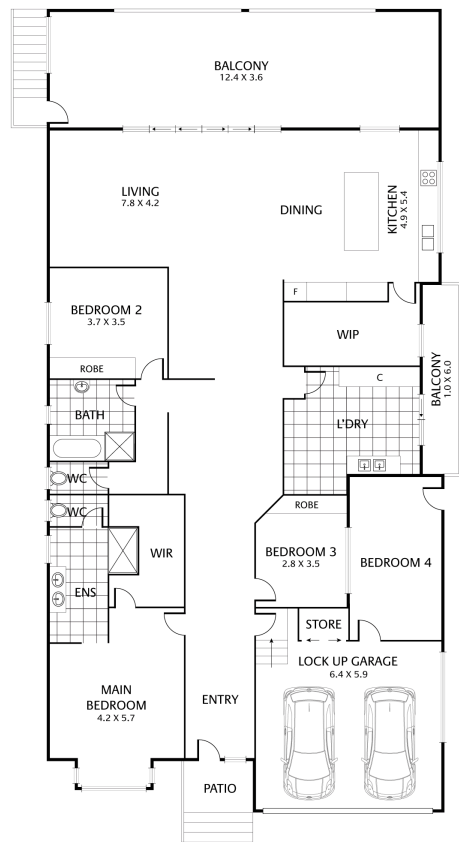 BALCONY
12.4 X 3.6
LIVING
7.8 X 4.2
DINING
KITCHEN
4.9 X 5.4
F
BEDROOM 2
3.7 X 3.5
WIP
BALCONY
1.0 X 6.0
ROBE
C
BATH
L'DRY
WC
WC
ROBE
WIR
BEDROOM 3
2.8 X 3.5
BEDROOM 4
ENS
STORE
LOCK UP GARAGE
6.4 X 5.9
MAIN
BEDROOM
4.2 X 5.7
ENTRY
PATIO